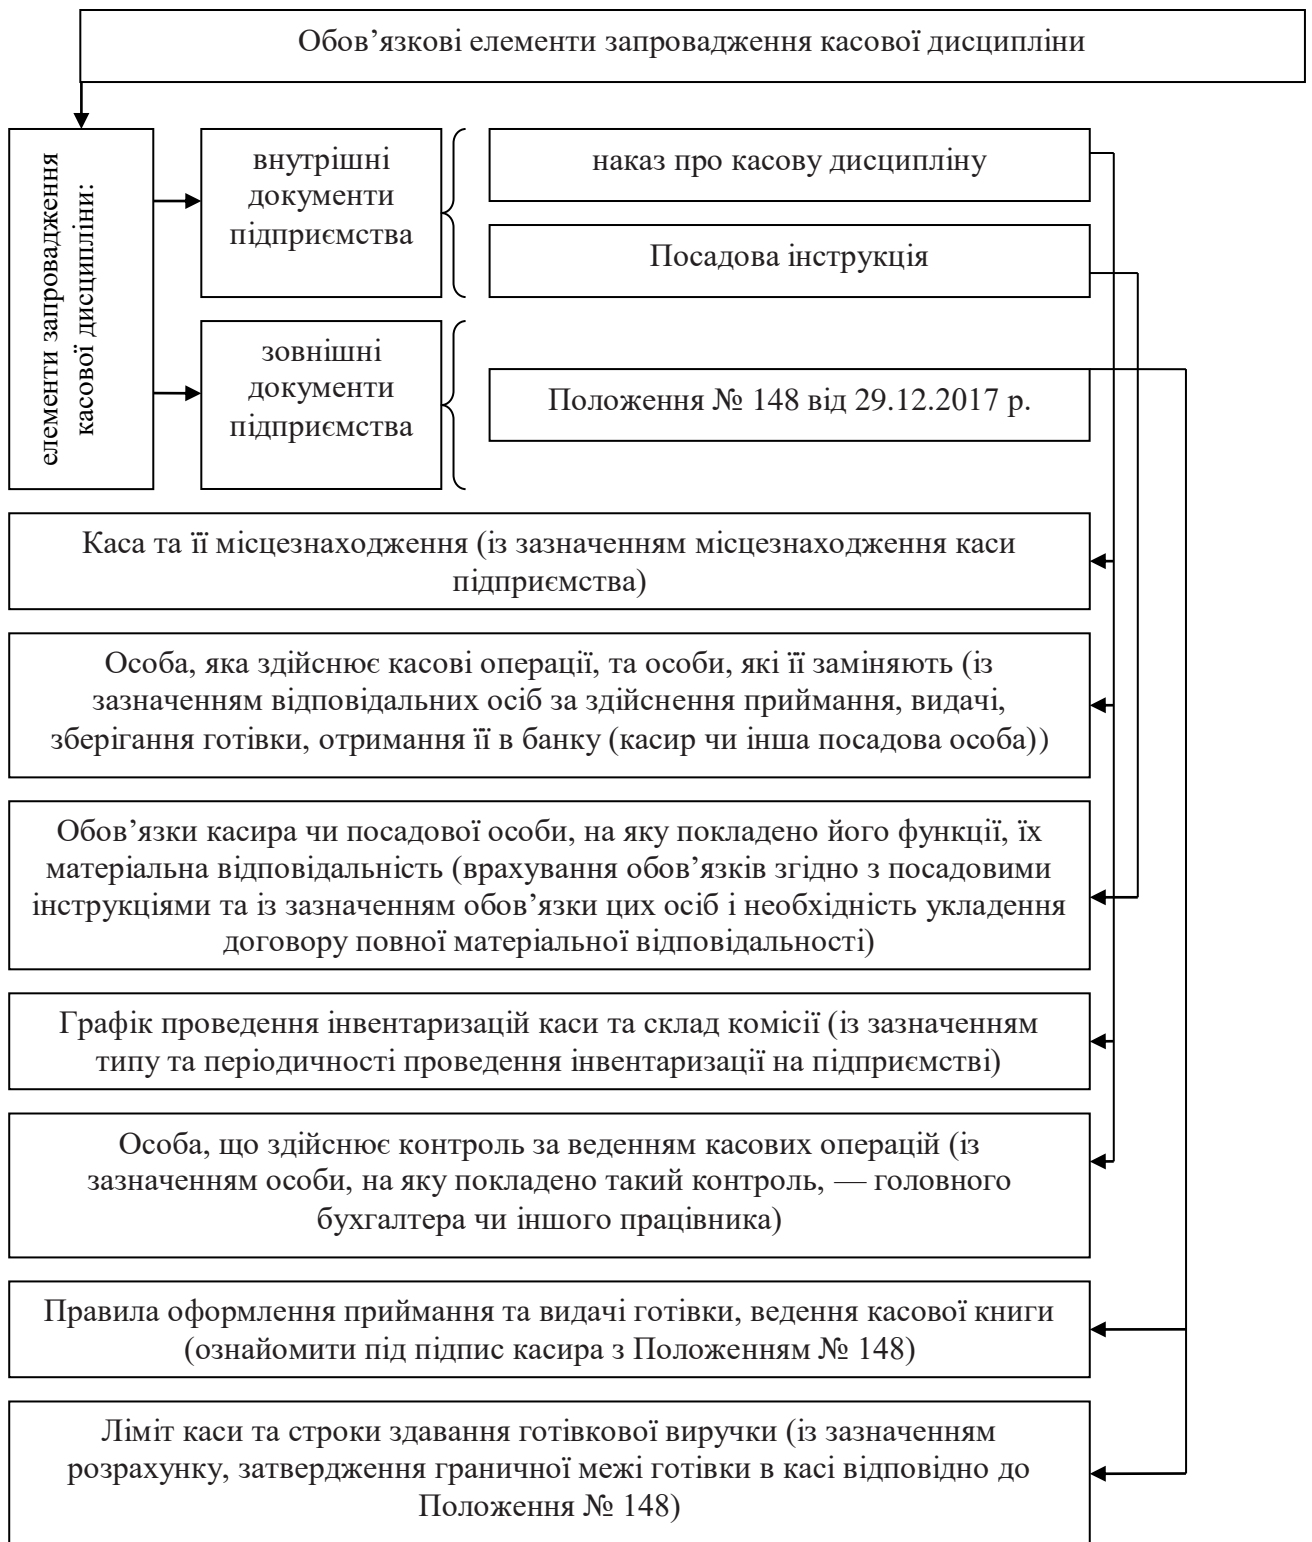 Обов’язкові елементи запровадження касової дисципліни
елементи запровадження
касової дисципліни:
внутрішні
документи
підприємства
наказ про касову дисципліну
Посадова інструкція
зовнішні
документи
підприємства
Положення № 148 від 29.12.2017 р.
Каса та її місцезнаходження (із зазначенням місцезнаходження каси
підприємства)
Особа, яка здійснює касові операції, та особи, які її заміняють (із
зазначенням відповідальних осіб за здійснення приймання, видачі,
зберігання готівки, отримання її в банку (касир чи інша посадова особа))
Обов’язки касира чи посадової особи, на яку покладено його функції, їх
матеріальна відповідальність (врахування обов’язків згідно з посадовими
інструкціями та із зазначенням обов’язки цих осіб і необхідність укладення
договору повної матеріальної відповідальності)
Графік проведення інвентаризацій каси та склад комісії (із зазначенням
типу та періодичності проведення інвентаризації на підприємстві)
Особа, що здійснює контроль за веденням касових операцій (із
зазначенням особи, на яку покладено такий контроль, — головного
бухгалтера чи іншого працівника)
Правила оформлення приймання та видачі готівки, ведення касової книги
(ознайомити під підпис касира з Положенням № 148)
Ліміт каси та строки здавання готівкової виручки (із зазначенням
розрахунку, затвердження граничної межі готівки в касі відповідно до
Положення № 148)